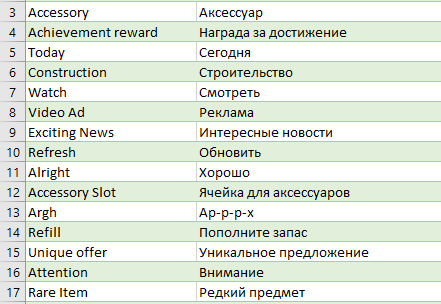 3 Accessory Аксессуар
4 Achievement reward Награда за достижение
5 Today Сегодня
6 Construction Строительство
7 Watch Смотреть
8 Video Ad Реклама
9 Exciting News Интересные новости
10 Refresh Обновить
11 Alright Хорошо
12 Accessory Slot Ячейка для аксессуаров
13 Argh Ар-р-р-х
14 Refill Пополните запас
15 Unique offer Уникальное предложение
16 Attention Внимание
17 Rare Item Редкий предмет